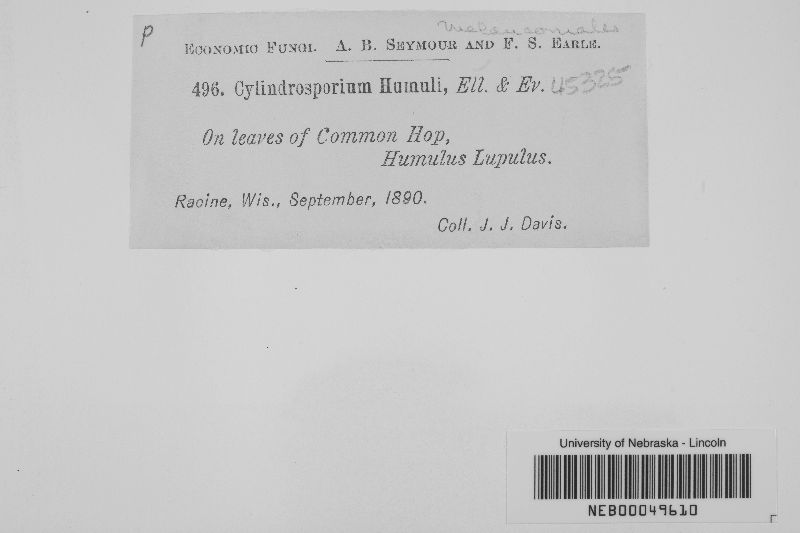 P
Melanconiales
ECONOMIC FUNGI. A. B. SEYMOUR AND F. S. EARLE.
496. Cylindrosporium Humuli, Ell. & Ev. 45325
On leaves of Common Hop,
Humulus Lupulus.
Racine, Wis., September, 1890.
Coll. J. J. Davis.
University of Nebraska - Lincoln
NEB00049610